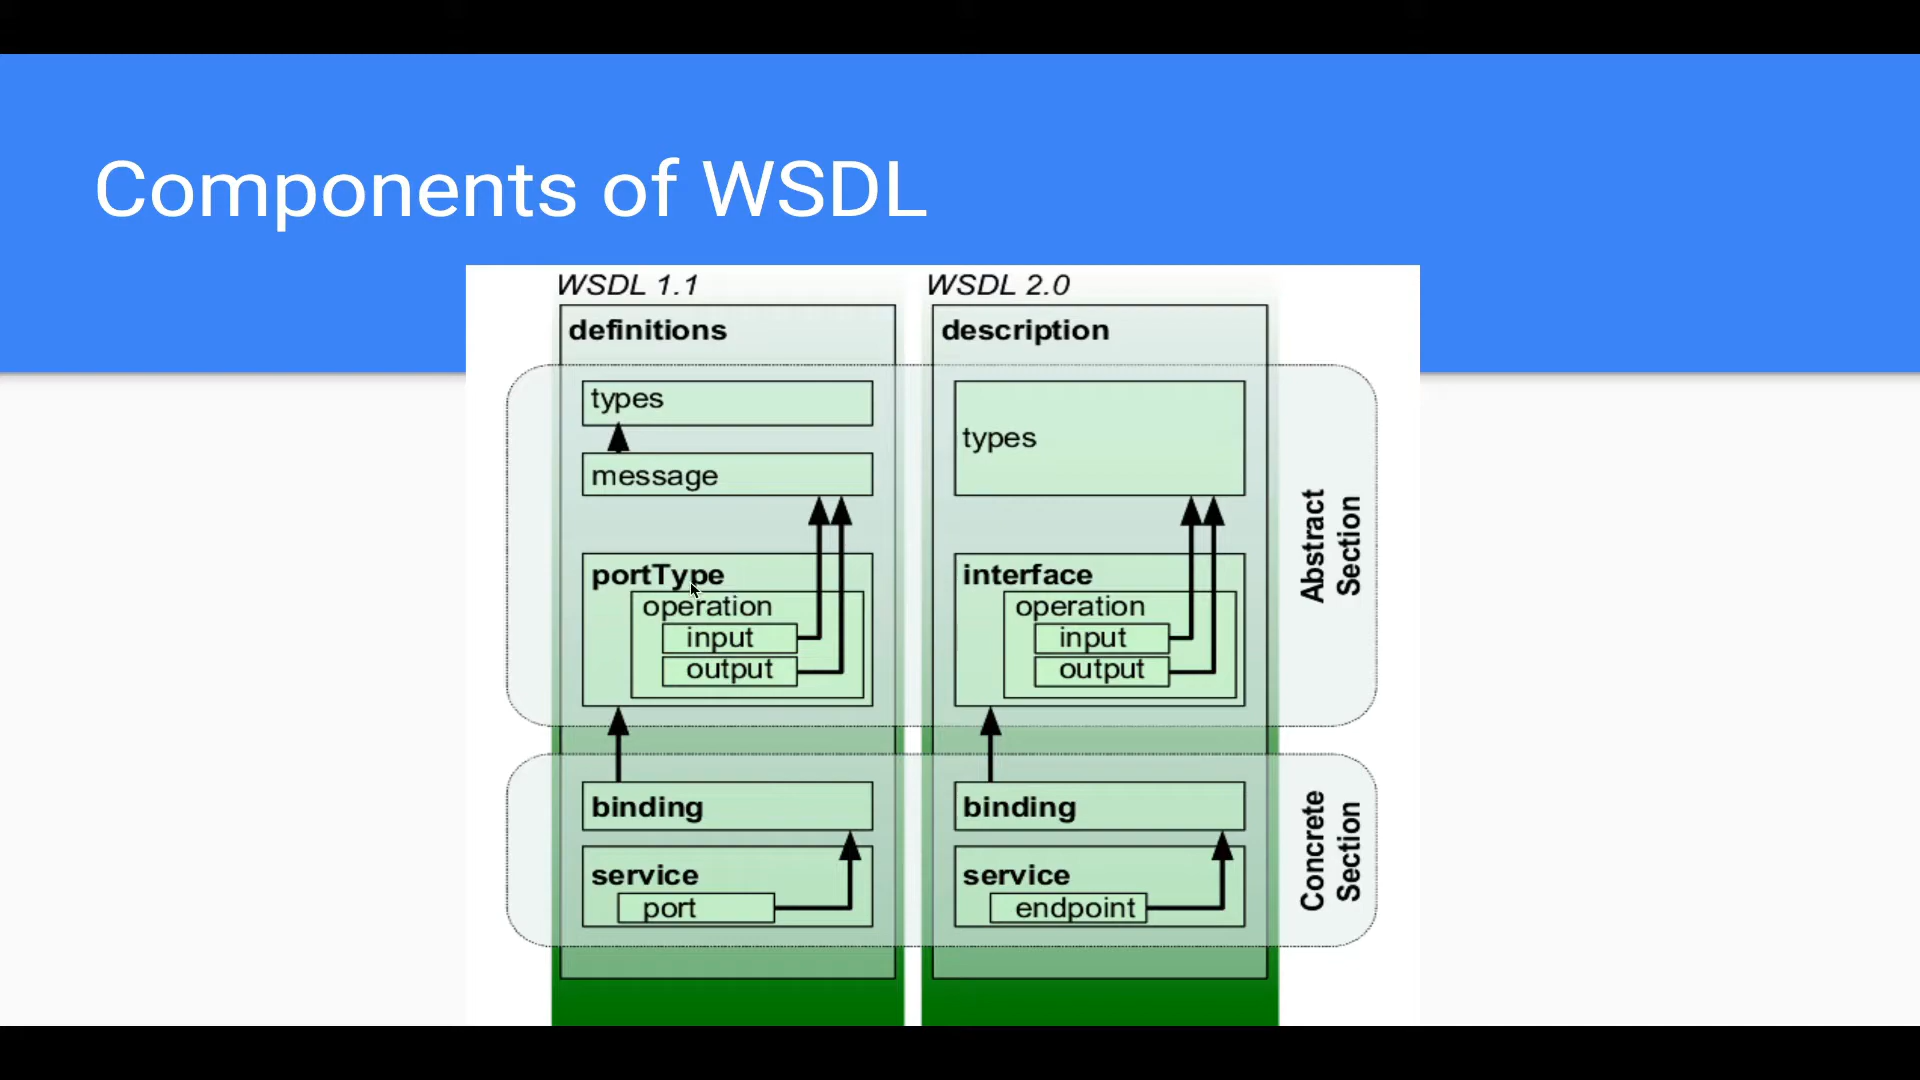 Components of WSDL
WSDL 1.1
definitions
types
message
portType
operation
input
output
binding
service
port
WSDL 2.0
description
types
interface
operation
input
output
binding
service
endpoint
Abstract
Section
Concrete
Section